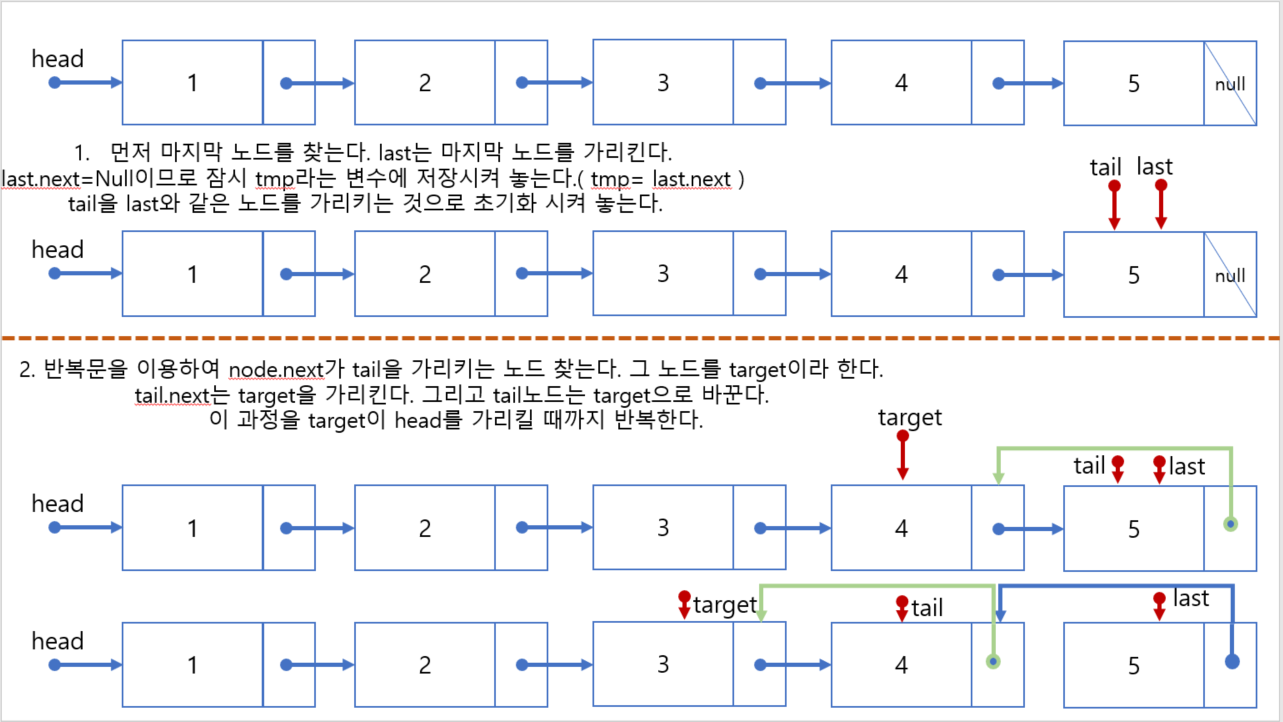 head
1
2
3
4
5
null
1. 먼저 마지막 노드를 찾는다. last는 마지막 노드를 가리킨다.
last.next=Null이므로 잠시 tmp라는 변수에 저장시켜 놓는다.( tmp= last.next )
tail을 last와 같은 노드를 가리키는 것으로 초기화 시켜 놓는다.
tail last
head
1
2
3
4
5
null
2. 반복문을 이용하여 node.next가 tail을 가리키는 노드 찾는다. 그 노드를 target이라 한다.
tail.next는 target을 가리킨다. 그리고 tail노드는 target으로 바꾼다.
이 과정을 target이 head를 가리킬 때까지 반복한다.
target
tail last
head
1
2
3
4
5
target
tail
last
head
1
2
3
4
5